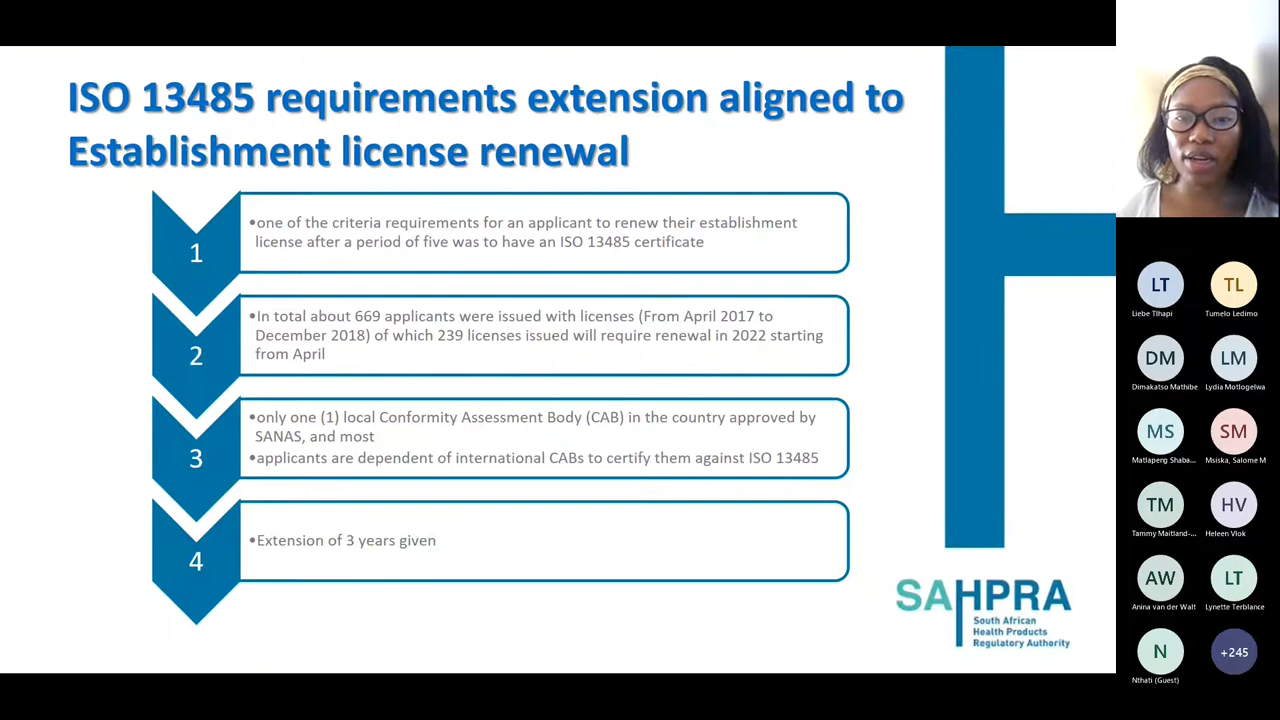 ISO 13485 requirements extension aligned to
Establishment license renewal
1
•one of the criteria requirements for an applicant to renew their establishment
license after a period of five was to have an ISO 13485 certificate
2
•In total about 669 applicants were issued with licenses (From April 2017 to
December 2018) of which 239 licenses issued will require renewal in 2022 starting
from April
3
•only one (1) local Conformity Assessment Body (CAB) in the country approved by
SANAS, and most
•applicants are dependent of international CABs to certify them against ISO 13485
4
•Extension of 3 years given
SAHPRA
South African
Health Products
Regulatory Authority
LT
TL
Liebe Tlhapi
Tumelo Ledimo
DM
LM
Dimakatso Mathibe
Lydia Motlogelwa
MS
SM
Matlapeng Shaba...
Msiska, Salome M
TM
HV
Tammy Maitland-...
Heleen Vlok
AW
LT
Anina van der Walt
Lynette Terblance
N
+245
Nthati (Guest)